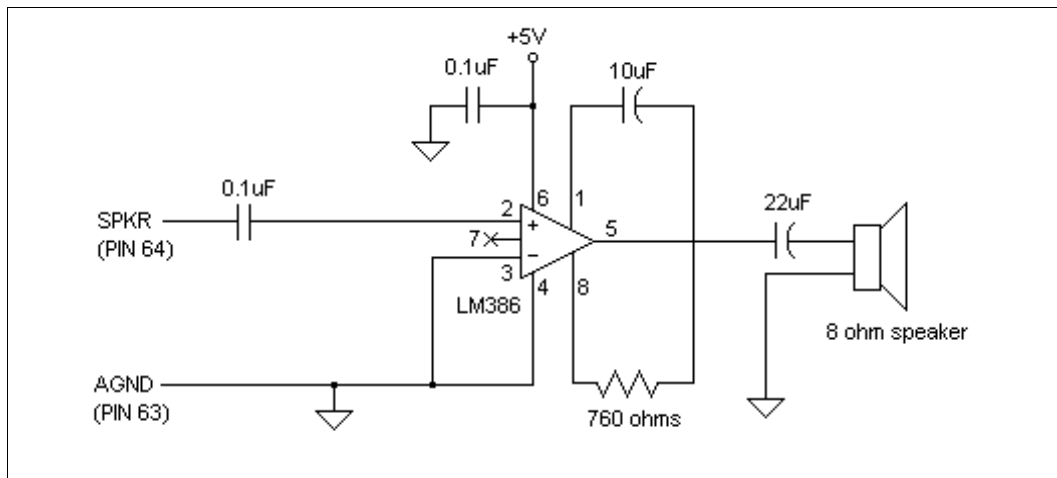 +5V
0.1uF
10uF
0.1uF
6
1
SPKR
(PIN 64)
2
+
22uF
5
7
−
3
4
8
LM386
8 ohm speaker
AGND
(PIN 63)
760 ohms